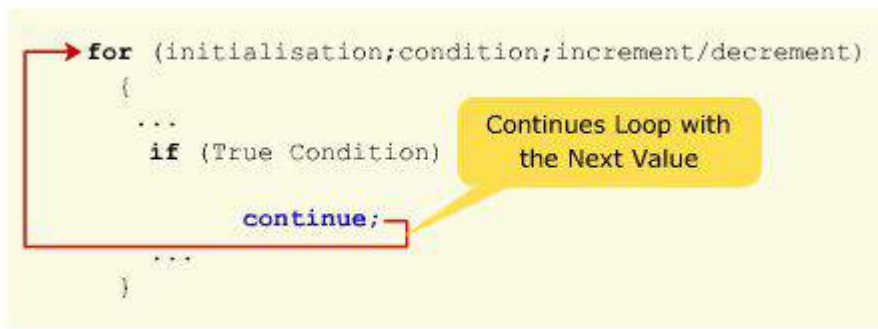 for (initialisation;condition;increment/decrement)
{
...
if (True Condition)
continue;
...
}
Continues Loop with
the Next Value